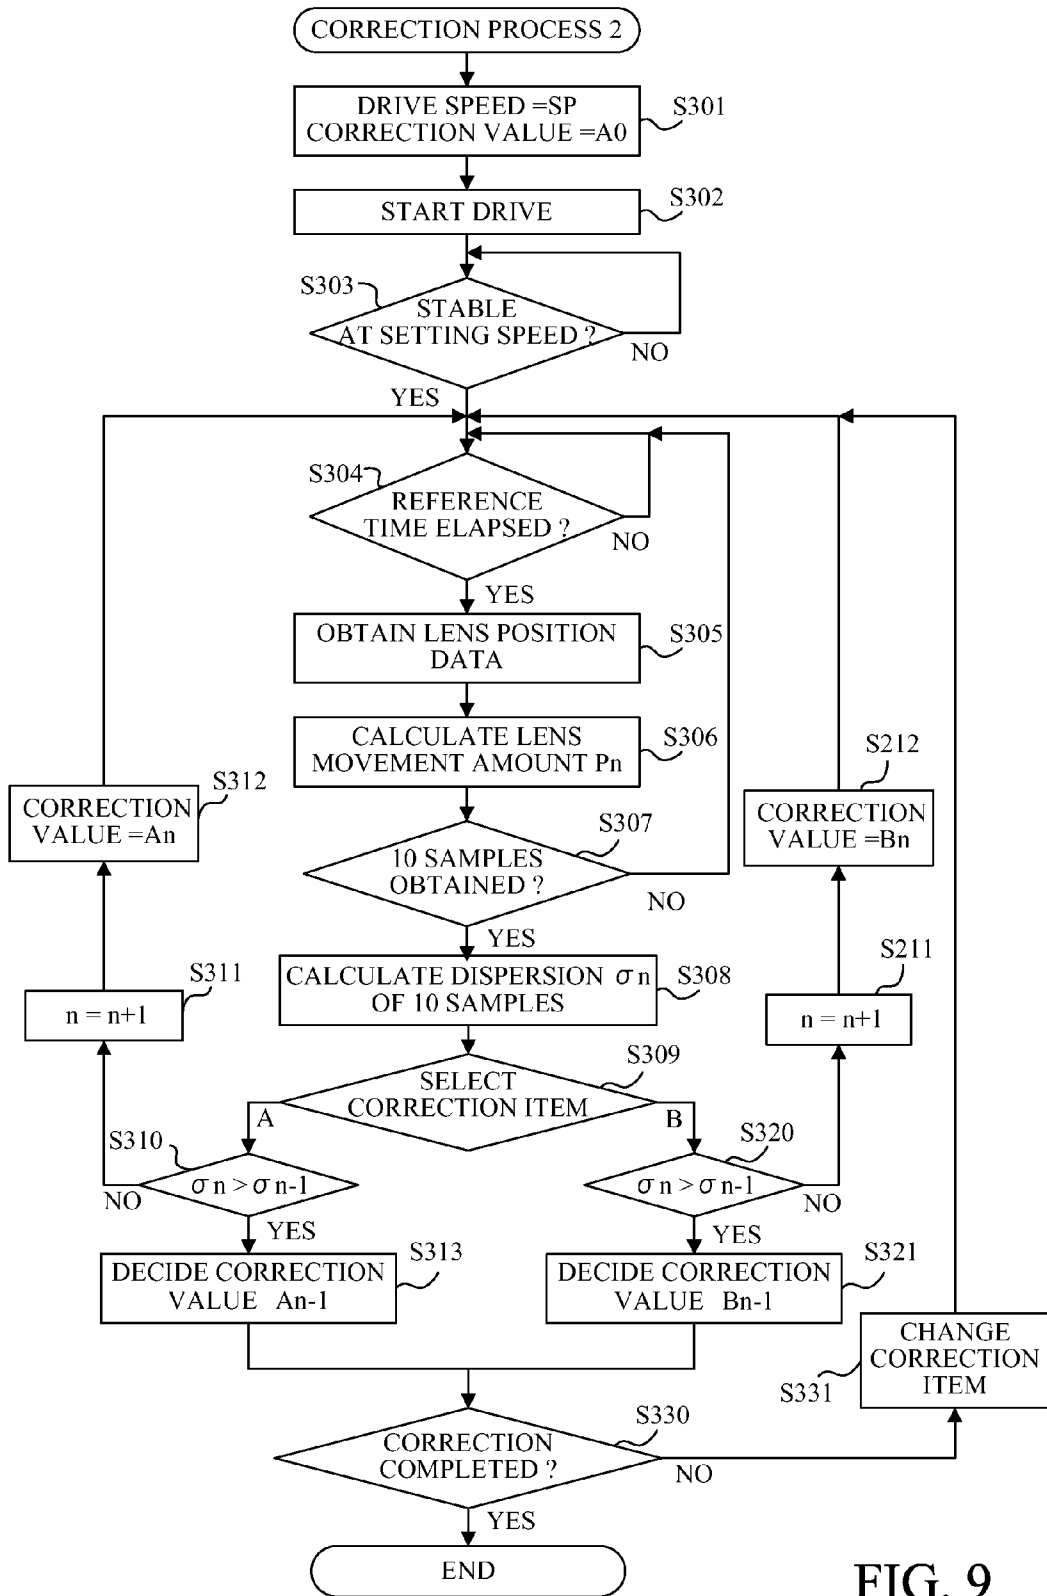 CORRECTION PROCESS 2
DRIVE SPEED =SP
CORRECTION VALUE =A0
S301
START DRIVE
S302
S303
STABLE
AT SETTING SPEED ?
NO
YES
S304
REFERENCE
TIME ELAPSED ?
NO
YES
OBTAIN LENS POSITION
DATA
S305
CALCULATE LENS
MOVEMENT AMOUNT Pn
S306
S312
CORRECTION
VALUE =An
S212
CORRECTION
VALUE =Bn
S307
10 SAMPLES
OBTAINED ?
NO
YES
S311
n = n+1
CALCULATE DISPERSION σn
OF 10 SAMPLES
S308
S211
n = n+1
S309
SELECT
CORRECTION ITEM
A
B
S310
σn > σn-1
NO
YES
S320
σn > σn-1
NO
YES
S313
DECIDE CORRECTION
VALUE An-1
S321
DECIDE CORRECTION
VALUE Bn-1
CHANGE
CORRECTION
ITEM
S331
S330
CORRECTION
COMPLETED ?
NO
YES
END
FIG. 9